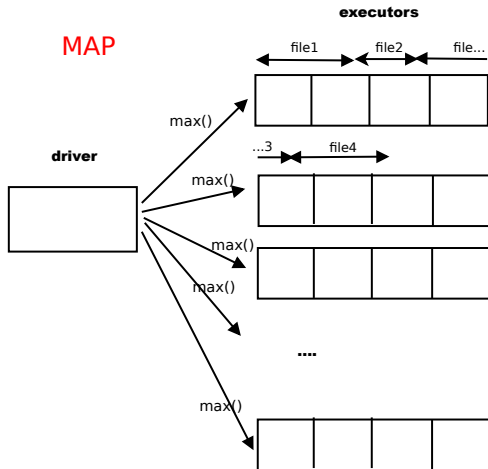 executors
MAP
file1
file2
file...
max()
...3
file4
driver
max()
max()
max()
....
max()